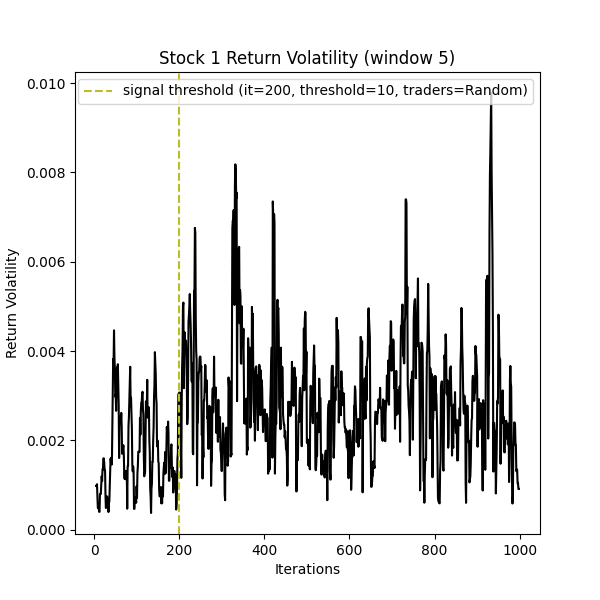 Stock 1 Return Volatility (window 5)
signal threshold (it=200, threshold=10, traders=Random)
0.010
0.008
0.006
0.004
0.002
0.000
Return Volatility
0 200 400 600 800 1000
Iterations